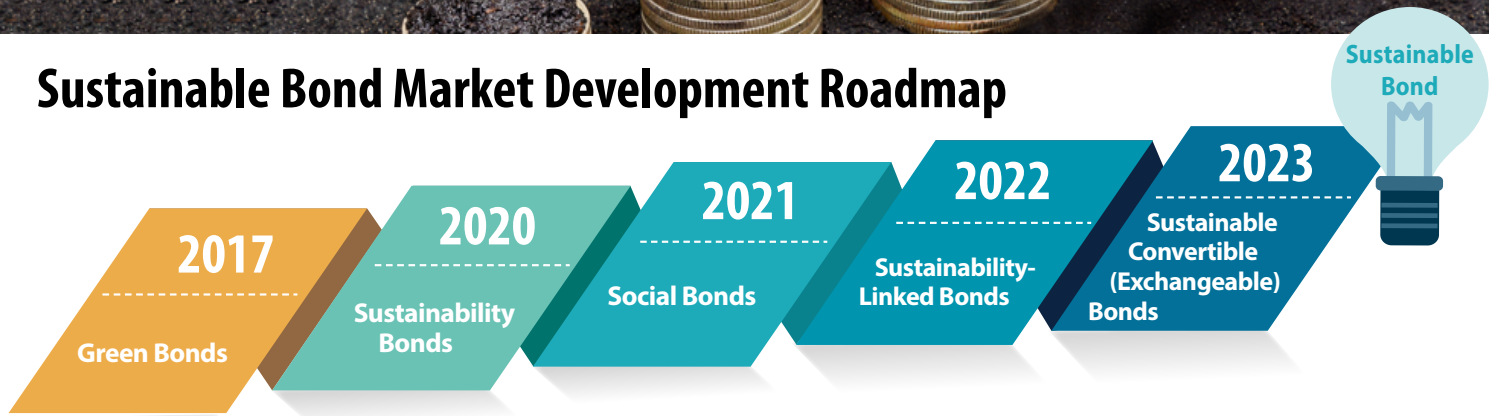 Sustainable Bond Market Development Roadmap
Sustainable
Bond
2017
Green Bonds
2020
Sustainability
Bonds
2021
Social Bonds
2022
Sustainability-
Linked Bonds
2023
Sustainable
Convertible
(Exchangeable)
Bonds